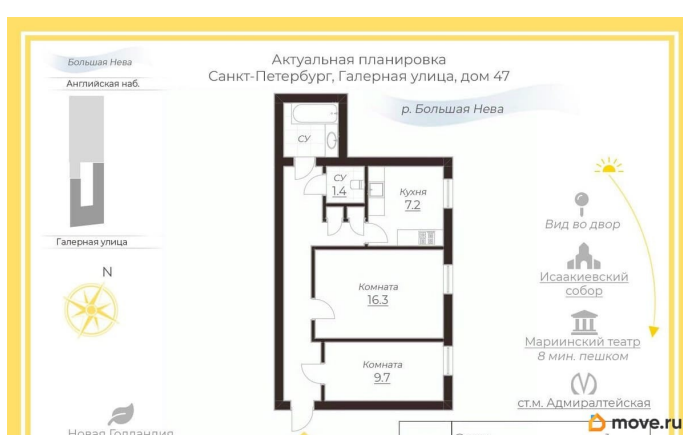 Большая Нева
Английская наб.
Галерная улица
N
Актуальная планировка
Санкт-Петербург, Галерная улица, дом 47
р. Большая Нева
СУ
СУ
1.4
Кухня
7.2
Комната
16.3
Комната
9.7
Вид во двор
Исаакиевский
собор
Мариинский театр
8 мин. пешком
ст.м. Адмиралтейская
Новая Голландия
move.ru